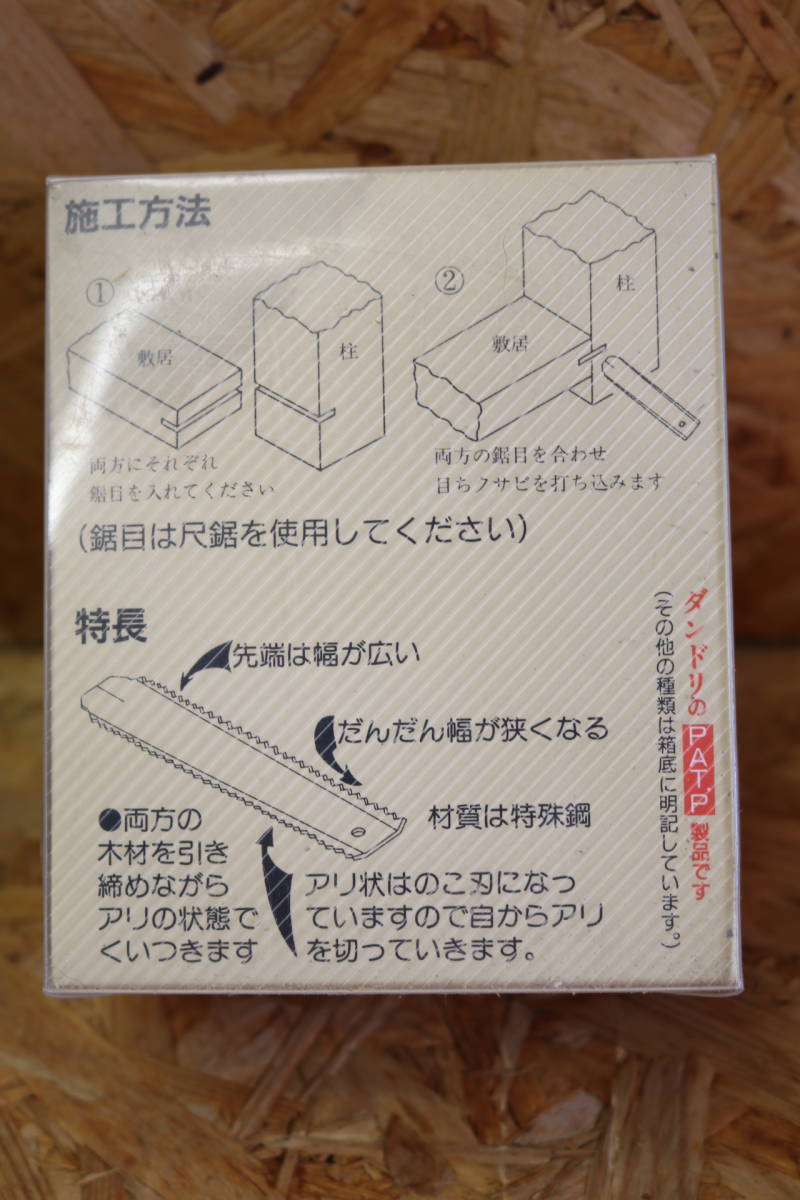 施工方法
①
敷居
柱
両方にそれぞれ
鋸目を入れてください
②
柱
敷居
両方の鋸目を合わせ
目ちノサビを打ち込みます
(鋸目は尺鋸を使用してください)
特長
先端は幅が広い
だんだん幅が狭くなる
材質は特殊鋼
●両方の
木材を引き
締めながら
アリの状態で
くいつきます
アリ状はのこ刃になっ
ていますので自からアリ
を切っていきます。
ダンドリのPAT.P製品です
(その他の種類は箱底に明記しています。)